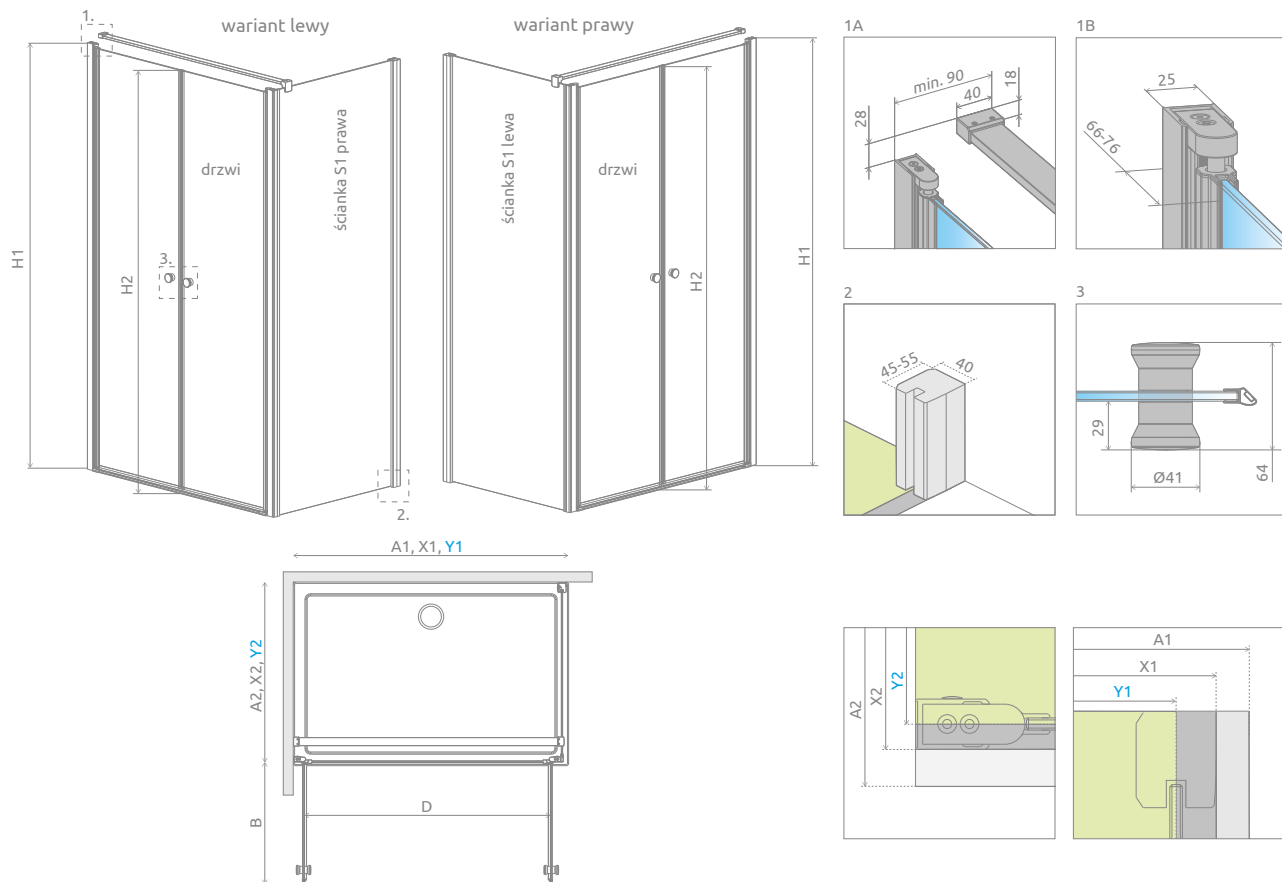 1.
wariant lewy
wariant prawy
H1
H2
3.
drzwi
ścianka S1 prawa
2.
ścianka S1 lewa
drzwi
H2
H1
1A
min. 90
40
18
28
1B
25
66-76
2
45-55
40
3
29
Ø41
64
A1, X1, Y1
A2, X2, Y2
B
D
A2
X2
Y2
A1
X1
Y1